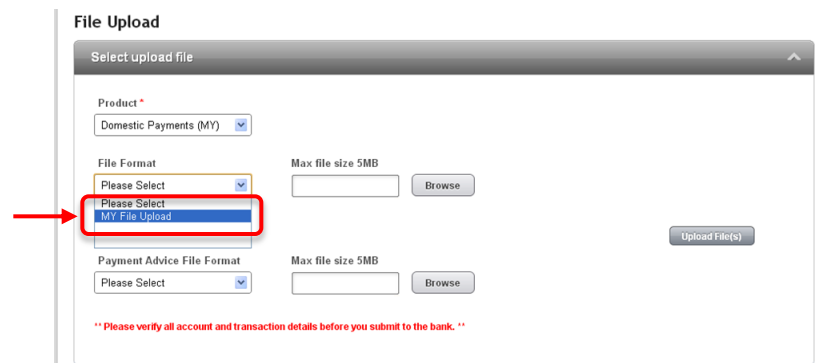 File Upload
Select upload file
Product *
Domestic Payments (MY)
File Format Max file size 5MB
Please Select Browse
Please Select
MY File Upload
Upload File(s)
Payment Advice File Format Max file size 5MB
Please Select Browse
** Please verify all account and transaction details before you submit to the bank. **